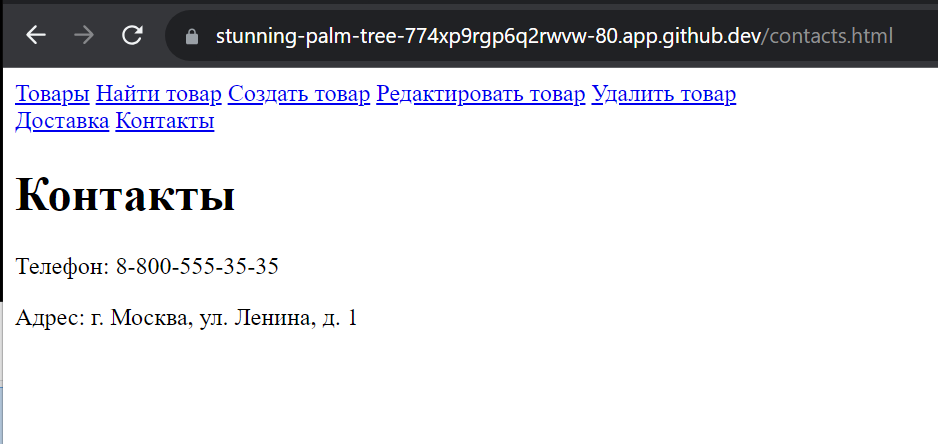 stunning-palm-tree-774xp9rgp6q2rwvw-80.app.github.dev/contacts.html
Товары Найти товар Создать товар Редактировать товар Удалить товар
Доставка Контакты
Контакты
Телефон: 8-800-555-35-35
Адрес: г. Москва, ул. Ленина, д. 1